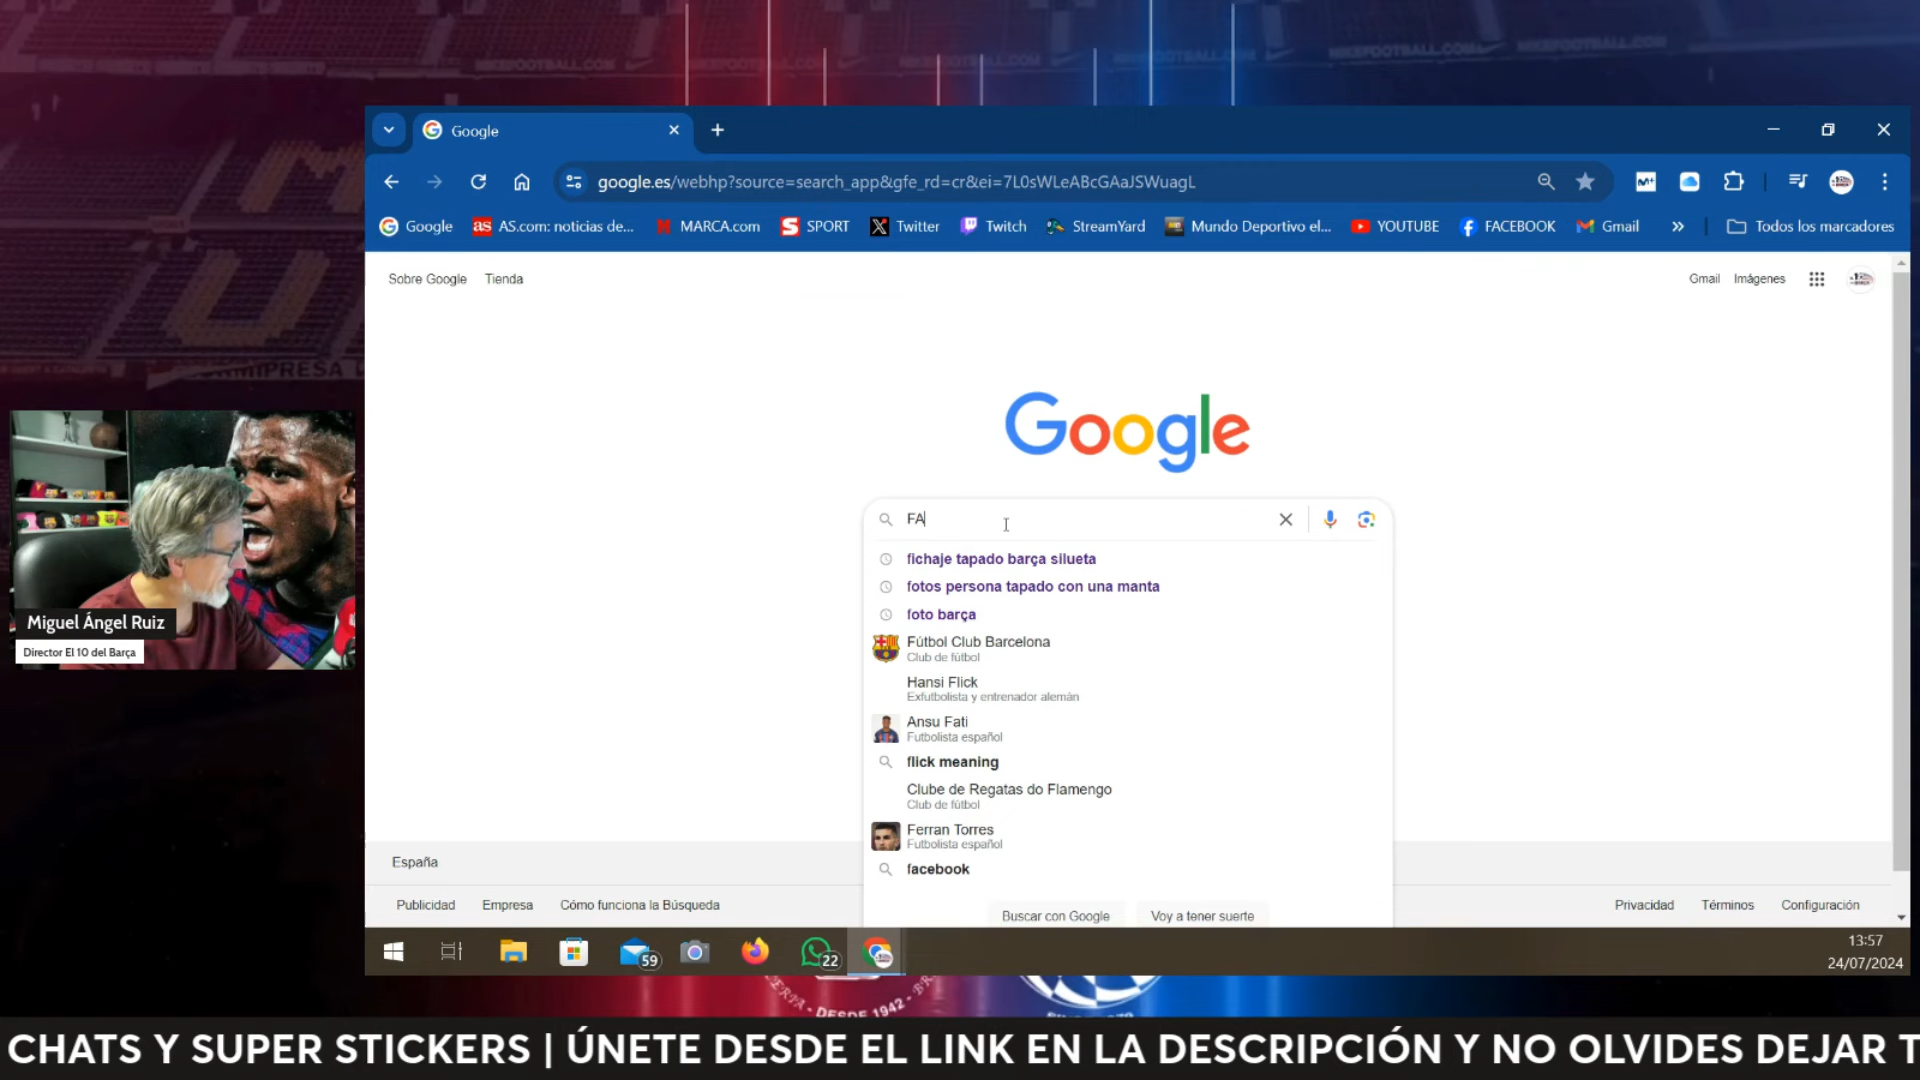 Google
google.es/webhp?source=search_app&gfe_rd=cr&ei=7L0sWLeABcGAaJSWuagL
Google
AS.com: noticias de...
MARCA.com
SPORT
Twitter
Twitch
StreamYard
Mundo Deportivo el...
YOUTUBE
FACEBOOK
Gmail
»
Todos los marcadores
Sobre Google
Tienda
Gmail
Imágenes
Google
FA
fichaje tapado barça silueta
fotos persona tapado con una manta
foto barça
Fútbol Club Barcelona
Club de fútbol
Hansi Flick
Exfutbolista y entrenador alemán
Ansu Fati
Futbolista español
flick meaning
Clube de Regatas do Flamengo
Club de fútbol
Ferran Torres
Futbolista español
facebook
Buscar con Google
Voy a tener suerte
España
Publicidad
Empresa
Cómo funciona la Búsqueda
Privacidad
Términos
Configuración
59
22
13:57
24/07/2024
Miguel Ángel Ruiz
Director El 10 del Barça
- DESDE 1942 -
CHATS Y SUPER STICKERS | ÚNETE DESDE EL LINK EN LA DESCRIPCIÓN Y NO OLVIDES DEJAR T